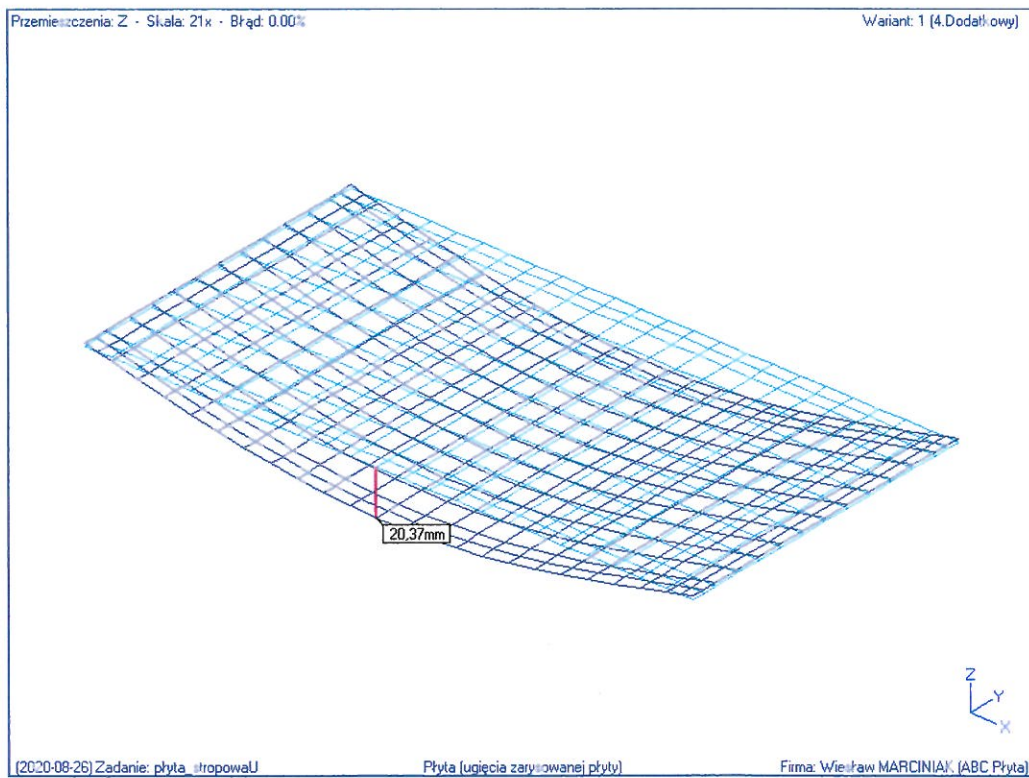 Przemieszczenia: Z - Skala: 21x - Błąd: 0.00%
Wariant: 1 (4.Dodatkowy)
20,37mm
Z
Y
X
(2020-08-26) Zadanie: płyta_stropowaU
Płyta (ugięcia zarysowanej płyty)
Firma: Wiesław MARCINIAK (ABC Płyta)